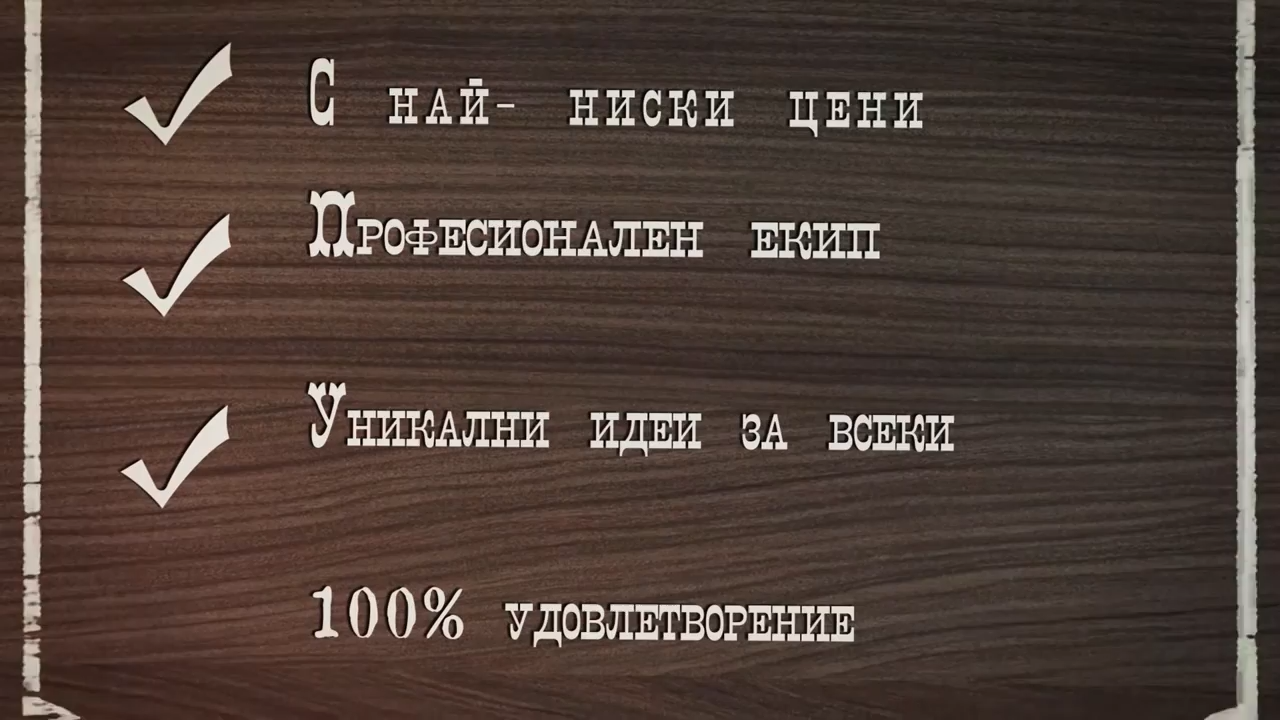 С най- ниски цени
Професионален екип
Уникални идеи за всеки
100% удовлетворение